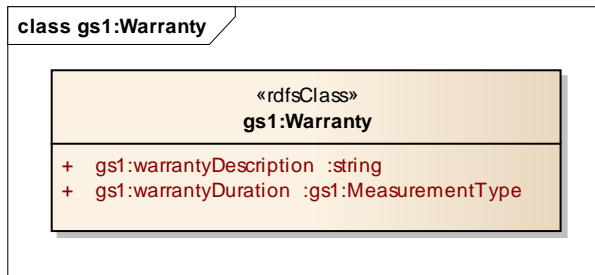 class gs1:Warranty
«rdfsClass»
gs1:Warranty
+ gs1:warrantyDescription :string
+ gs1:warrantyDuration :gs1:MeasurementType